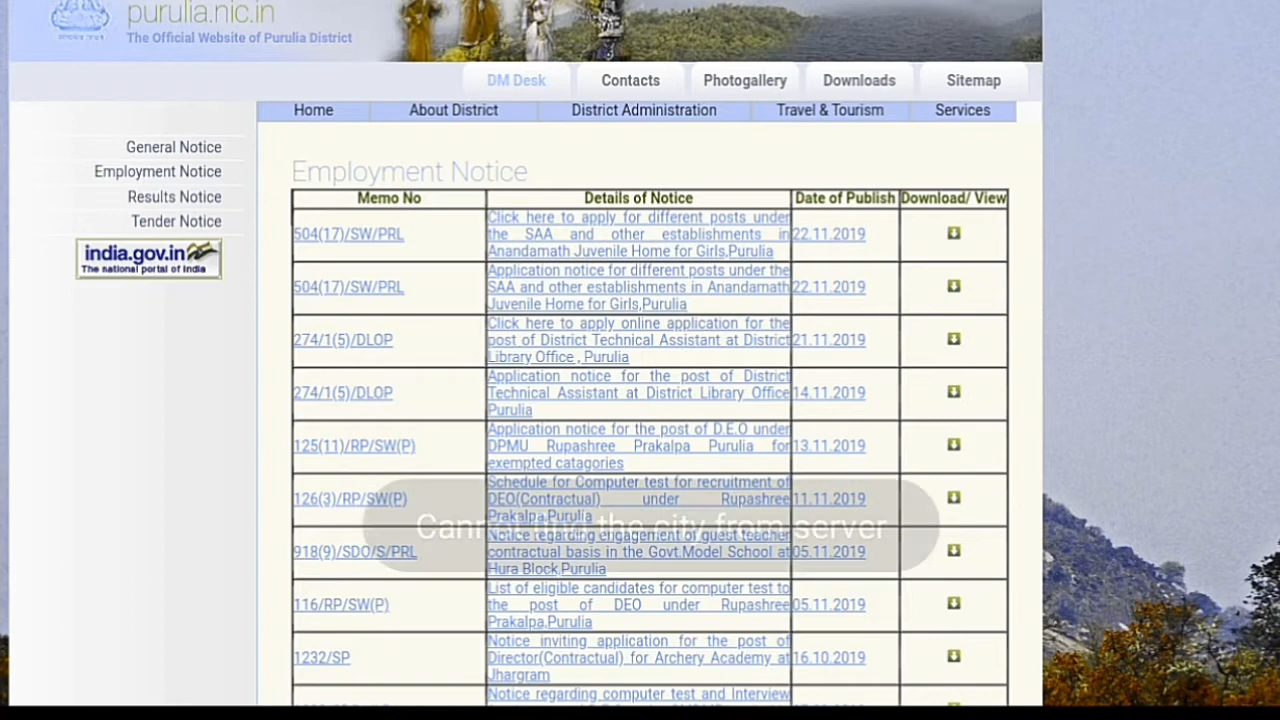 purulia.nic.in
The Official Website of Purulia District
DM Desk Contacts Photogallery Downloads Sitemap
Home About District District Administration Travel & Tourism Services
General Notice
Employment Notice
Results Notice
Tender Notice
india.gov.in
The national portal of India
Employment Notice
Memo No Details of Notice Date of Publish Download/ View
504(17)/SW/PRL
Click here to apply for different posts under
the SAA and other establishments in
Anandamath Juvenile Home for Girls,Purulia
22.11.2019
504(17)/SW/PRL
Application notice for different posts under the
SAA and other establishments in Anandamath
Juvenile Home for Girls,Purulia
22.11.2019
274/1(5)/DLOP
Click here to apply online application for the
post of District Technical Assistant at District
Library Office , Purulia
21.11.2019
274/1(5)/DLOP
Application notice for the post of District
Technical Assistant at District Library Office
Purulia
14.11.2019
125(11)/RP/SW(P)
Application notice for the post of D.E.O under
DPMU Rupashree Prakalpa Purulia for
exempted catagories
13.11.2019
126(3)/RP/SW(P)
Schedule for Computer test for recruitment of
DEO(Contractual) under Rupashree
Prakalpa,Purulia
11.11.2019
Cannot find the city from server
918(9)/SDO/S/PRL
Notice regarding engagement of guest teacher
contractual basis in the Govt.Model School at
Hura Block,Purulia
05.11.2019
116/RP/SW(P)
List of eligible candidates for computer test to
the post of DEO under Rupashree
Prakalpa,Purulia
05.11.2019
1232/SP
Notice inviting application for the post of
Director(Contractual) for Archery Academy at
Jhargram
16.10.2019
Notice regarding computer test and Interview